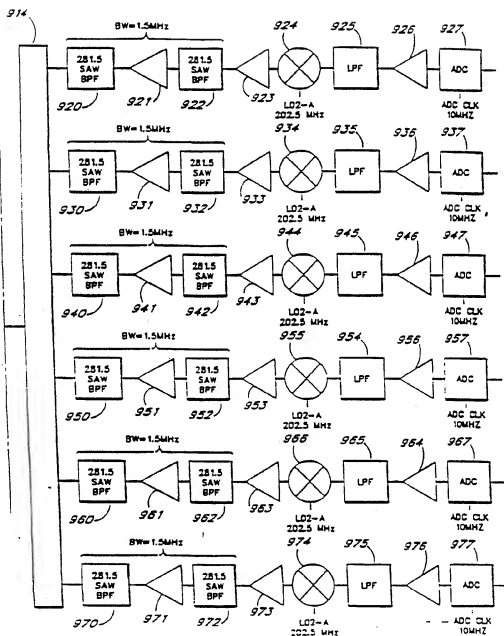 914
BW=1.5MHz
924 925 926 927
281.5 SAW BPF
281.5 SAW BPF
LPF
ADC
920 921 922 923
LO2-A
202.5 MHz
ADC CLK
10MHZ
BW=1.5MHz
934 935 936 937
281.5 SAW BPF
281.5 SAW BPF
LPF
ADC
930 931 932 933
LO2-A
202.5 MHz
ADC CLK
10MHZ
BW=1.5MHz
944 945 946 947
281.5 SAW BPF
281.5 SAW BPF
LPF
ADC
940 941 942 943
LO2-A
202.5 MHz
ADC CLK
10MHZ
BW=1.5MHz
955 954 956 957
281.5 SAW BPF
281.5 SAW BPF
LPF
ADC
950 951 952 953
LO2-A
202.5 MHz
ADC CLK
10MHZ
BW=1.5MHz
966 965 964 967
281.5 SAW BPF
281.5 SAW BPF
LPF
ADC
960 961 962 963
LO2-A
202.5 MHz
ADC CLK
10MHZ
BW=1.5MHz
974 975 976 977
281.5 SAW BPF
281.5 SAW BPF
LPF
ADC
970 971 972 973
LO2-A
202.5 MHz
ADC CLK
10MHZ